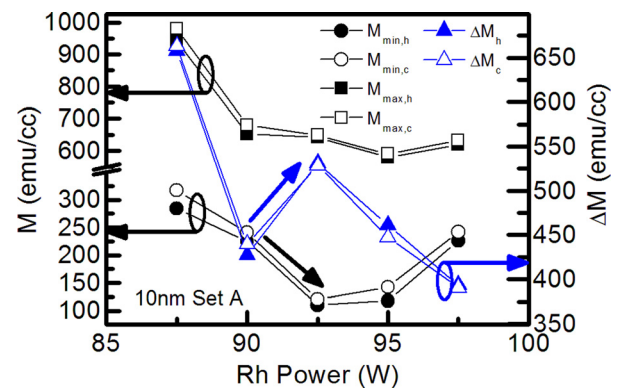 M_min,h ΔM_h
M_min,c ΔM_c
M_max,h
M_max,c
M (emu/cc)
1000
900
800
700
600
300
250
200
150
100
ΔM (emu/cc)
650
600
550
500
450
400
350
10nm Set A
85 90 95 100
Rh Power (W)